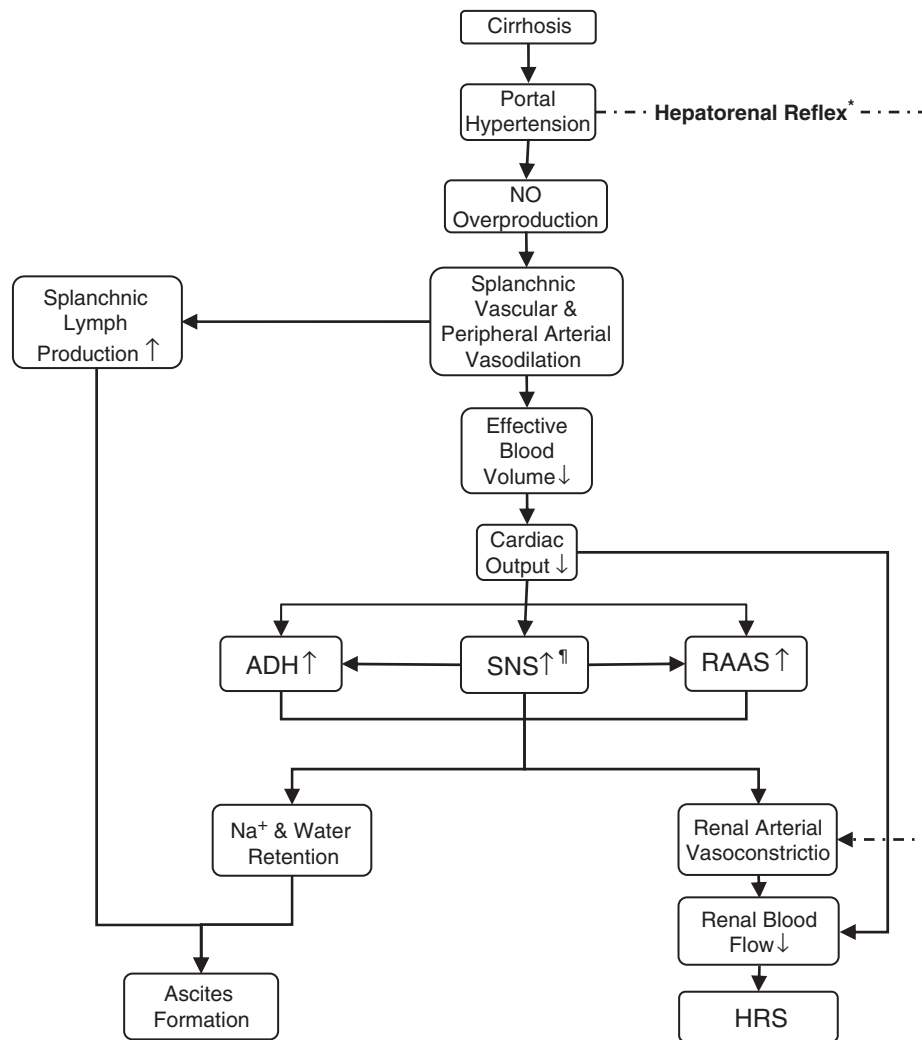 Cirrhosis
Portal
Hypertension
Hepatorenal Reflex*
NO
Overproduction
Splanchnic
Vascular &
Peripheral Arterial
Vasodilation
Splanchnic
Lymph
Production ↑
Effective
Blood
Volume ↓
Cardiac
Output ↓
ADH ↑
SNS ↑ ¶
RAAS ↑
Na+ & Water
Retention
Renal Arterial
Vasoconstrictio
Renal Blood
Flow ↓
Ascites
Formation
HRS